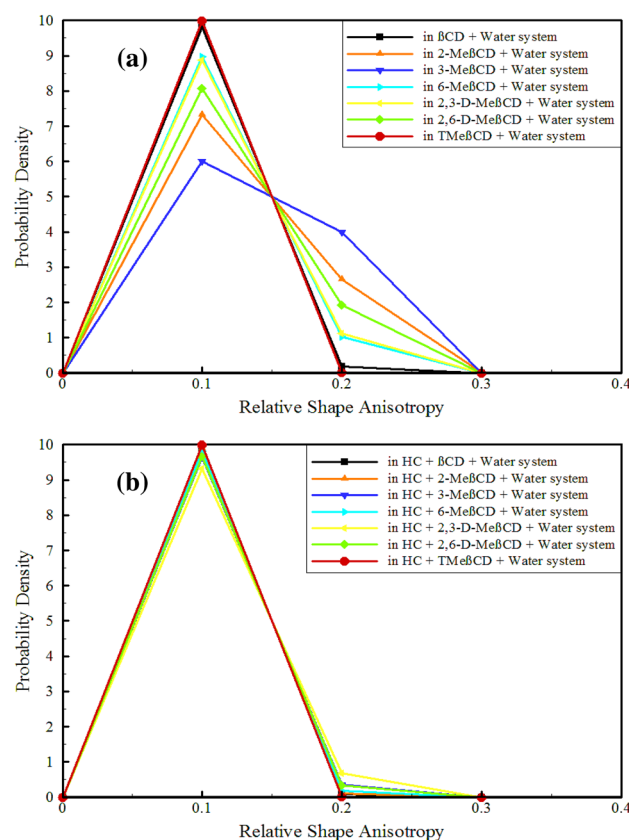 10
9
8
7
6
5
4
3
2
1
0
Probability Density
(a)
in ßCD + Water system
in 2-MeßCD + Water system
in 3-MeßCD + Water system
in 6-MeßCD + Water system
in 2,3-D-MeßCD + Water system
in 2,6-D-MeßCD + Water system
in TMeßCD + Water system
0 0.1 0.2 0.3 0.4
Relative Shape Anisotropy
10
9
8
7
6
5
4
3
2
1
0
Probability Density
(b)
in HC + ßCD + Water system
in HC + 2-MeßCD + Water system
in HC + 3-MeßCD + Water system
in HC + 6-MeßCD + Water system
in HC + 2,3-D-MeßCD + Water system
in HC + 2,6-D-MeßCD + Water system
in HC + TMeßCD + Water system
0 0.1 0.2 0.3 0.4
Relative Shape Anisotropy